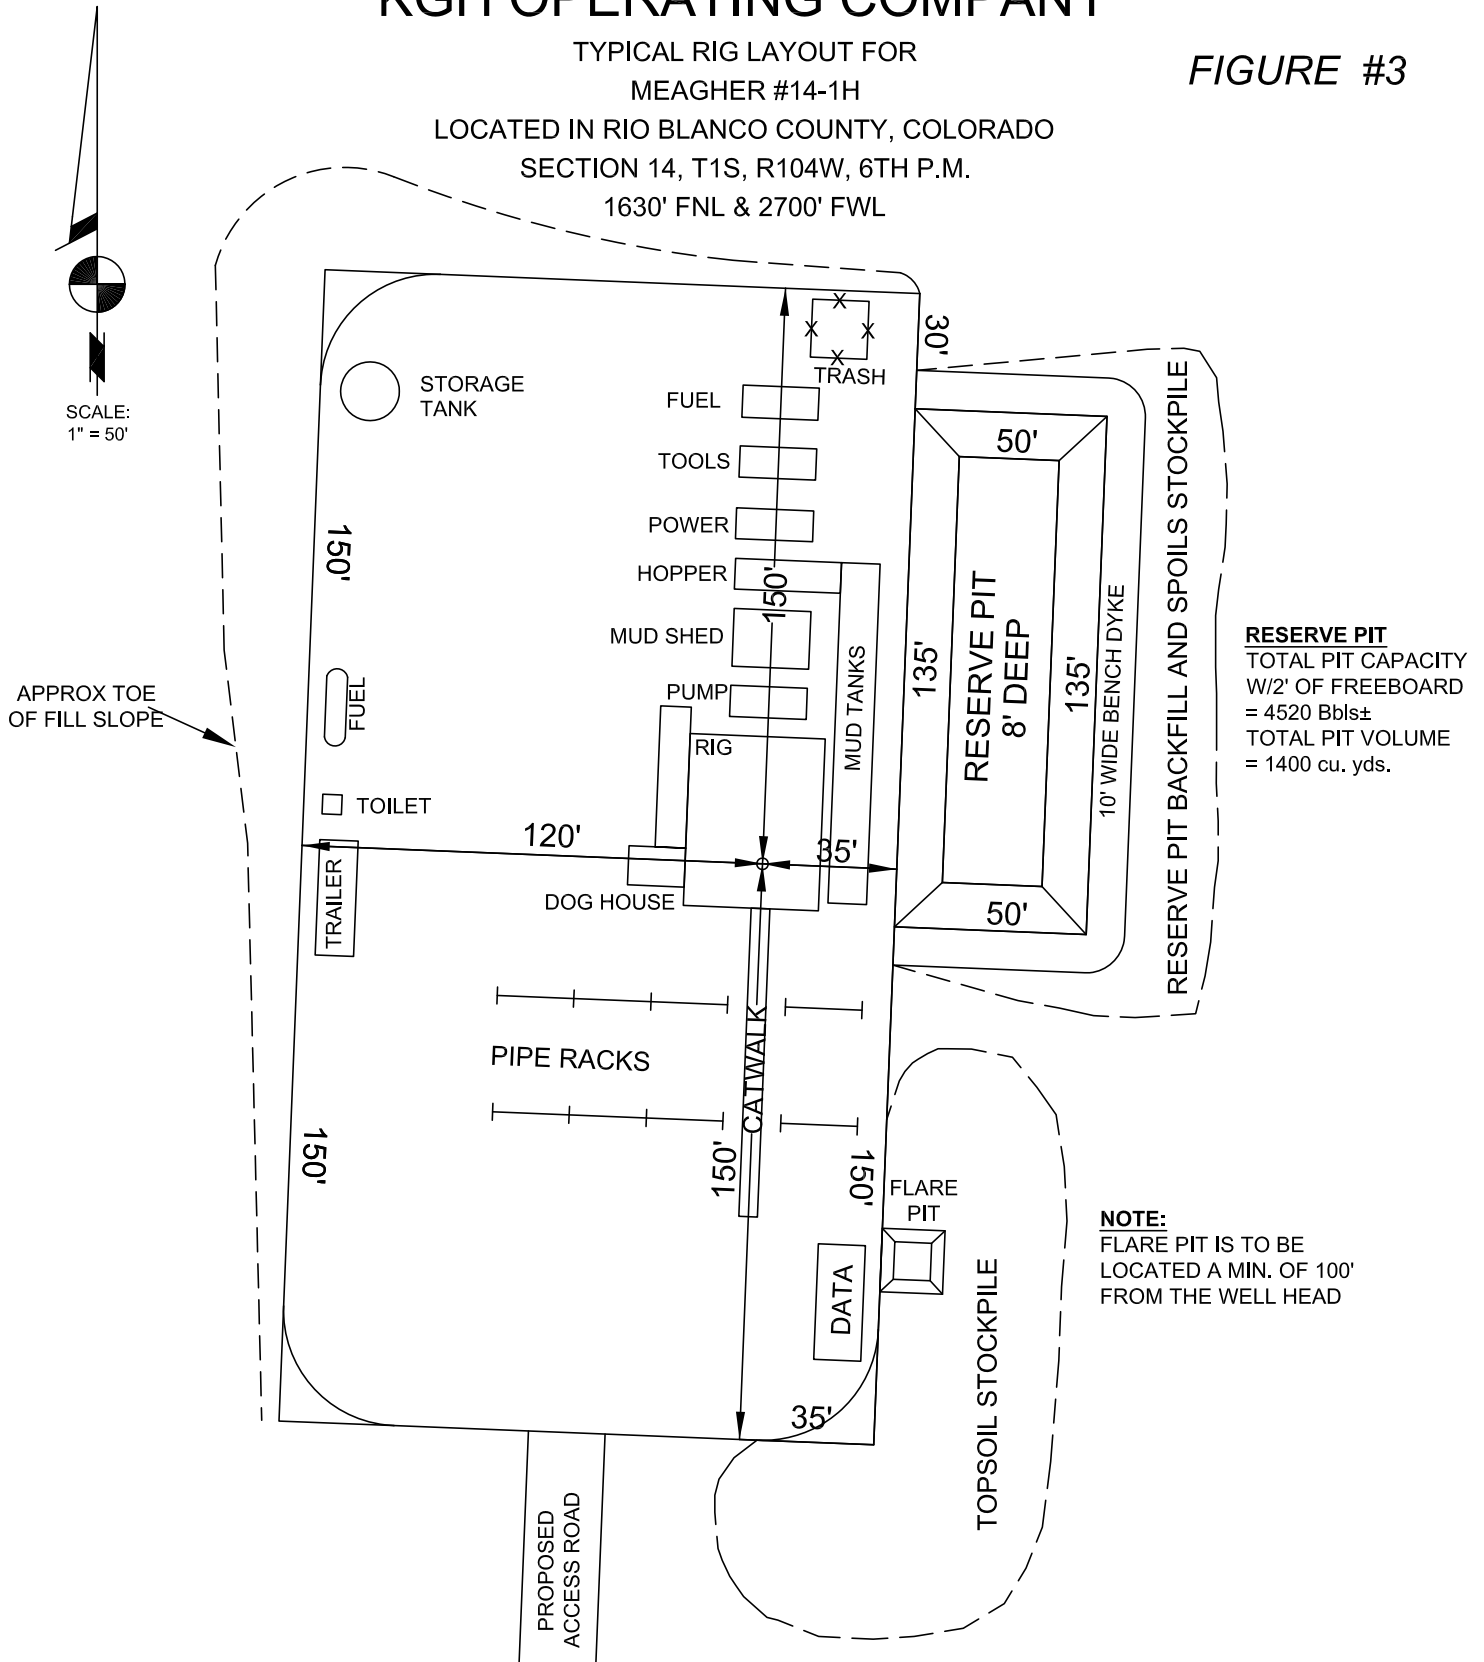 KGH OPERATING COMPANY
TYPICAL RIG LAYOUT FOR
MEAGHER #14-1H
LOCATED IN RIO BLANCO COUNTY, COLORADO
SECTION 14, T1S, R104W, 6TH P.M.
1630' FNL & 2700' FWL
FIGURE #3
SCALE:
1" = 50'
STORAGE
TANK
X
X
X
X
TRASH
30'
FUEL
TOOLS
POWER
HOPPER
MUD SHED
PUMP
RIG
150'
150'
MUD TANKS
FUEL
TOILET
TRAILER
120'
35'
DOG HOUSE
APPROX TOE
OF FILL SLOPE
50'
135'
RESERVE PIT
8' DEEP
135'
50'
10' WIDE BENCH DYKE
RESERVE PIT BACKFILL AND SPOILS STOCKPILE
RESERVE PIT
TOTAL PIT CAPACITY
W/2' OF FREEBOARD
= 4520 Bbls±
TOTAL PIT VOLUME
= 1400 cu. yds.
PIPE RACKS
CATWALK
150'
150'
150'
FLARE
PIT
DATA
35'
TOPSOIL STOCKPILE
NOTE:
FLARE PIT IS TO BE
LOCATED A MIN. OF 100'
FROM THE WELL HEAD
PROPOSED
ACCESS ROAD